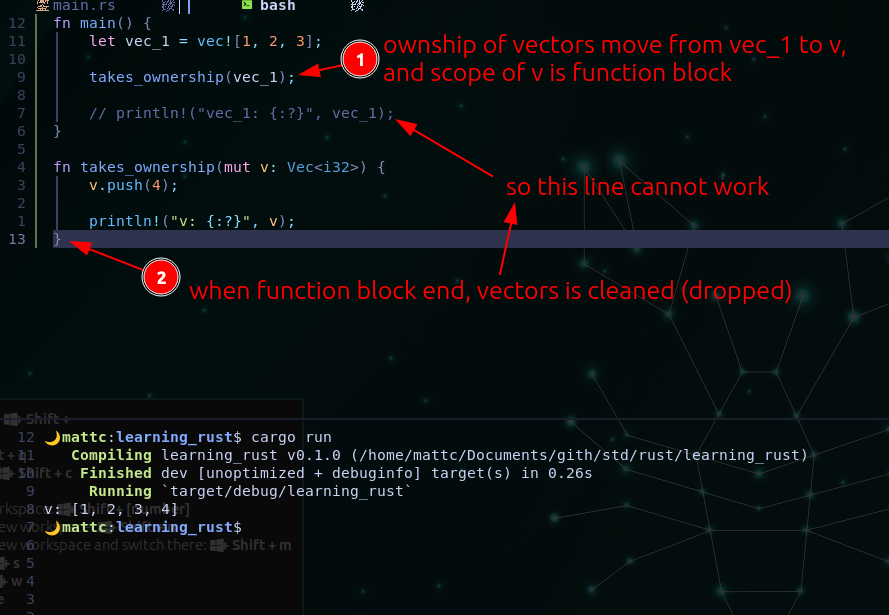 main.rs bash
12 fn main() {
11 let vec_1 = vec![1, 2, 3];
10
9 takes_ownership(vec_1);
8
7 // println!("vec_1: {:?}", vec_1);
6 }
5
4 fn takes_ownership(mut v: Vec<i32>) {
3 v.push(4);
2
1 println!("v: {:?}", v);
13 }
1 ownship of vectors move from vec_1 to v,
and scope of v is function block
so this line cannot work
2 when function block end, vectors is cleaned (dropped)
Shift +
12 mattc:learning_rust$ cargo run
11 Compiling learning_rust v0.1.0 (/home/mattc/Documents/gith/std/rust/learning_rust)
10 Finished dev [unoptimized + debuginfo] target(s) in 0.26s
9 Running `target/debug/learning_rust`
8 v: [1, 2, 3, 4]
7 mattc:learning_rust$
6 ew workspace and switch there: + Shift + m
5 + s
4 + w
3 e